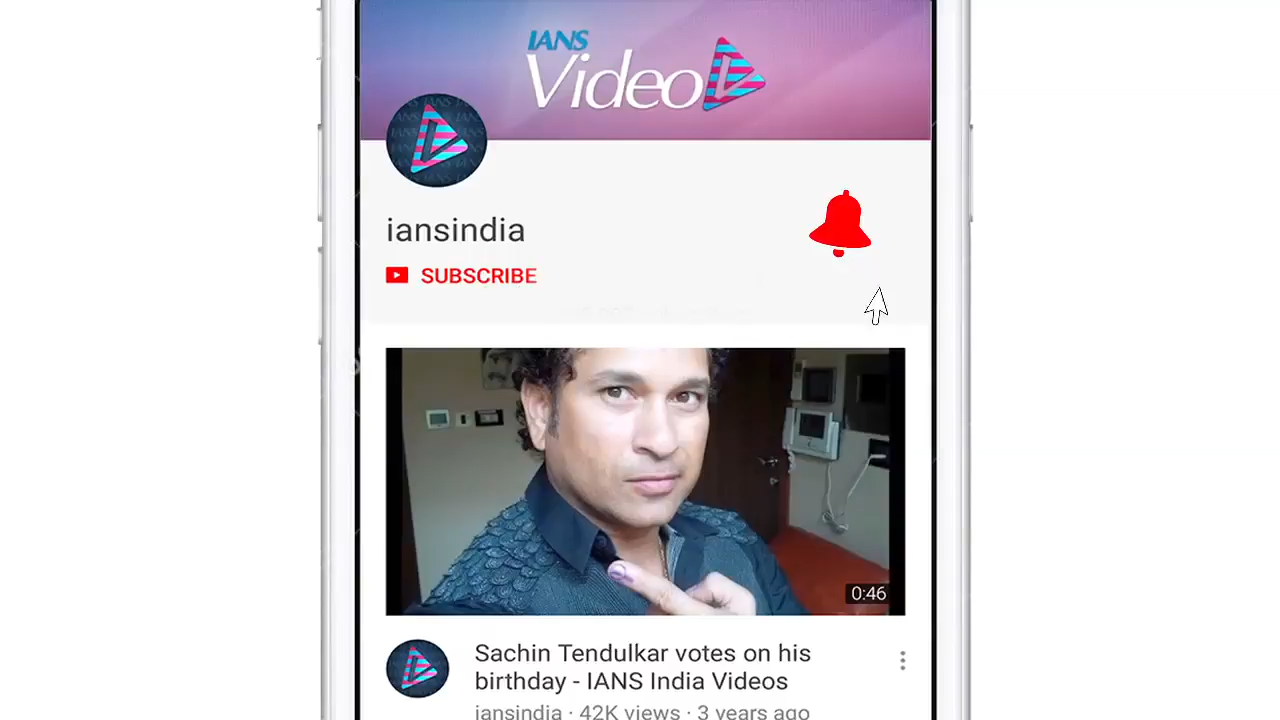 IANS
Video
iansindia
SUBSCRIBE
0:46
Sachin Tendulkar votes on his
birthday - IANS India Videos
iansindia · 42K views · 3 years ago